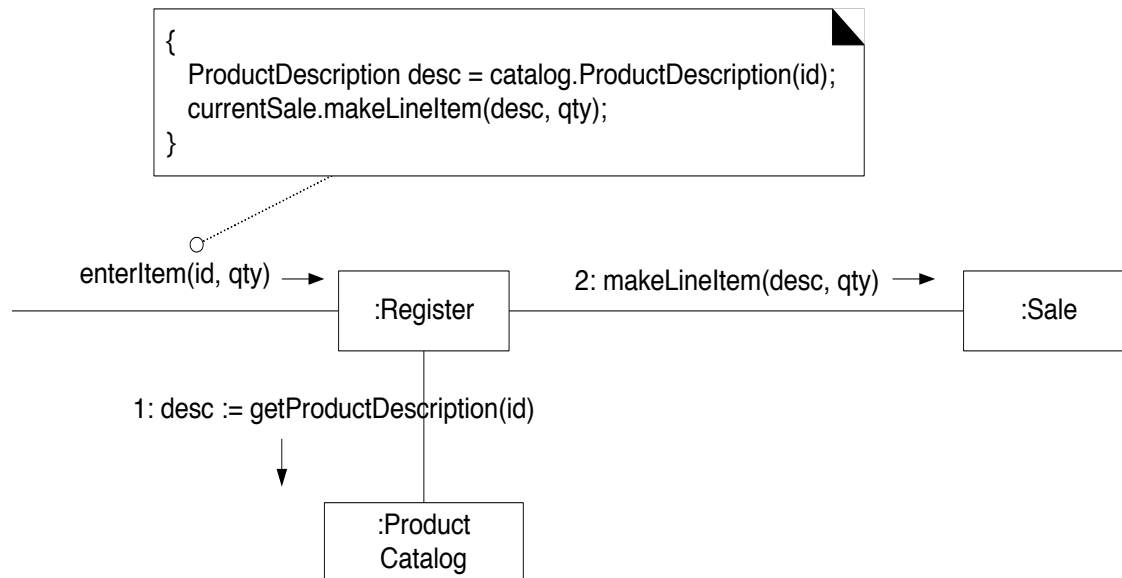 {
ProductDescription desc = catalog.ProductDescription(id);
currentSale.makeLineItem(desc, qty);
}
enterItem(id, qty)
2: makeLineItem(desc, qty)
:Register
:Sale
1: desc := getProductDescription(id)
:Product
Catalog